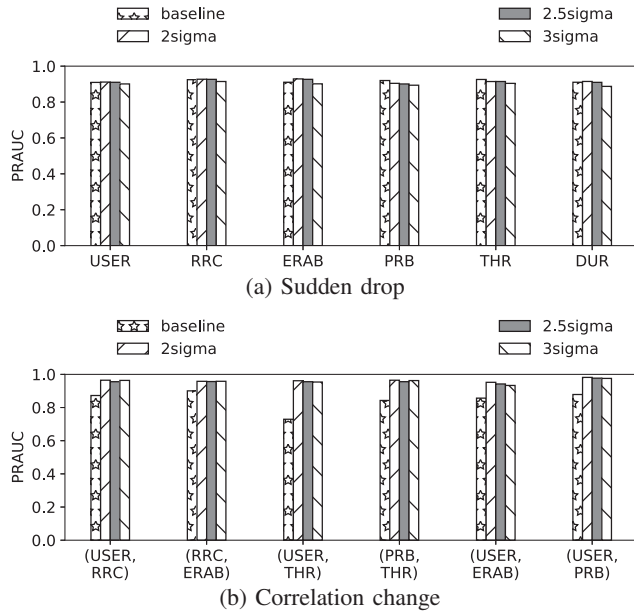 baseline 2.5sigma
2sigma 3sigma
1.0
0.8
0.6
0.4
0.2
0.0
PRAUC
USER RRC ERAB PRB THR DUR
(a) Sudden drop
baseline 2.5sigma
2sigma 3sigma
1.0
0.8
0.6
0.4
0.2
0.0
PRAUC
(USER, (RRC, (USER, (PRB, (USER, (USER,
RRC) ERAB) THR) THR) ERAB) PRB)
(b) Correlation change